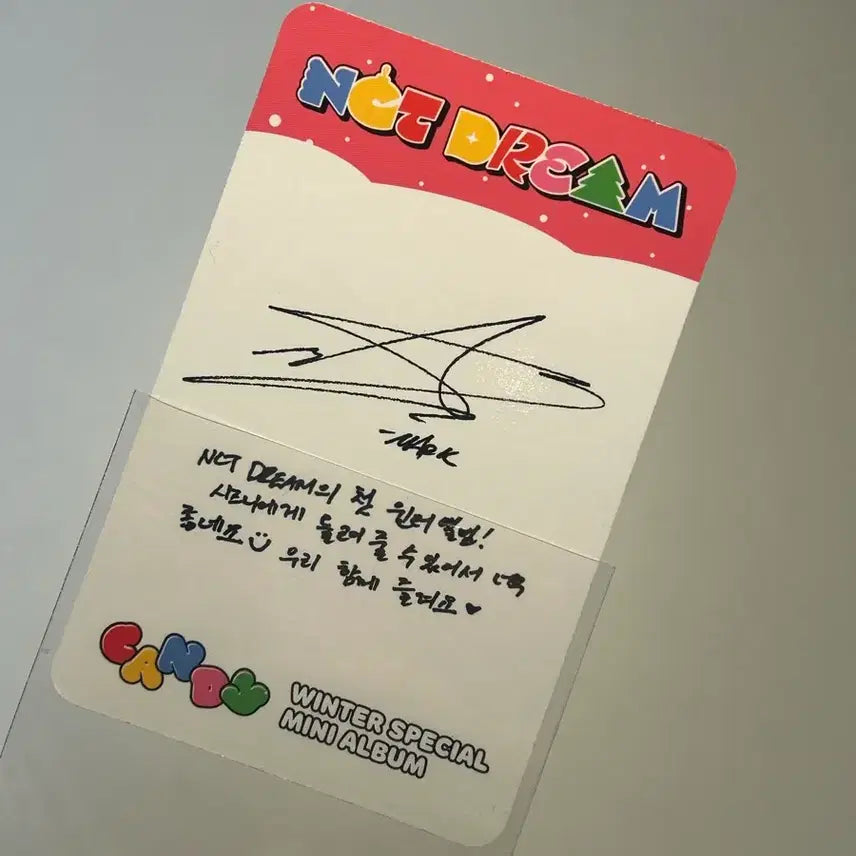 NCT DREAM
-MARK
NCT DREAM의 첫 윈터 앨범!
시즈니에게 들려 줄 수 있어서 너무
좋네요 우리 함께 즐겨요 ♥
CANDY
WINTER SPECIAL
MINI ALBUM